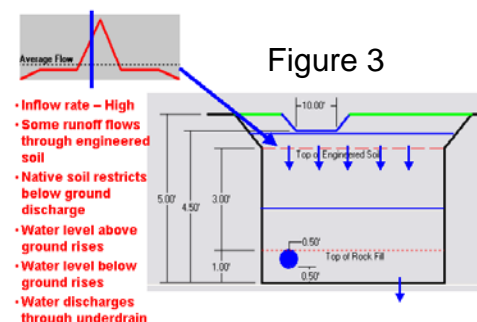 Figure 3
Average Flow
• Inflow rate – High
• Some runoff flows
through engineered
soil
• Native soil restricts
below ground
discharge
• Water level above
ground rises
• Water level below
ground rises
• Water discharges
through underdrain
10.00'
Top of Engineered Soil
5.00'
4.50'
3.00'
0.50'
Top of Rock Fill
1.00'
0.50'